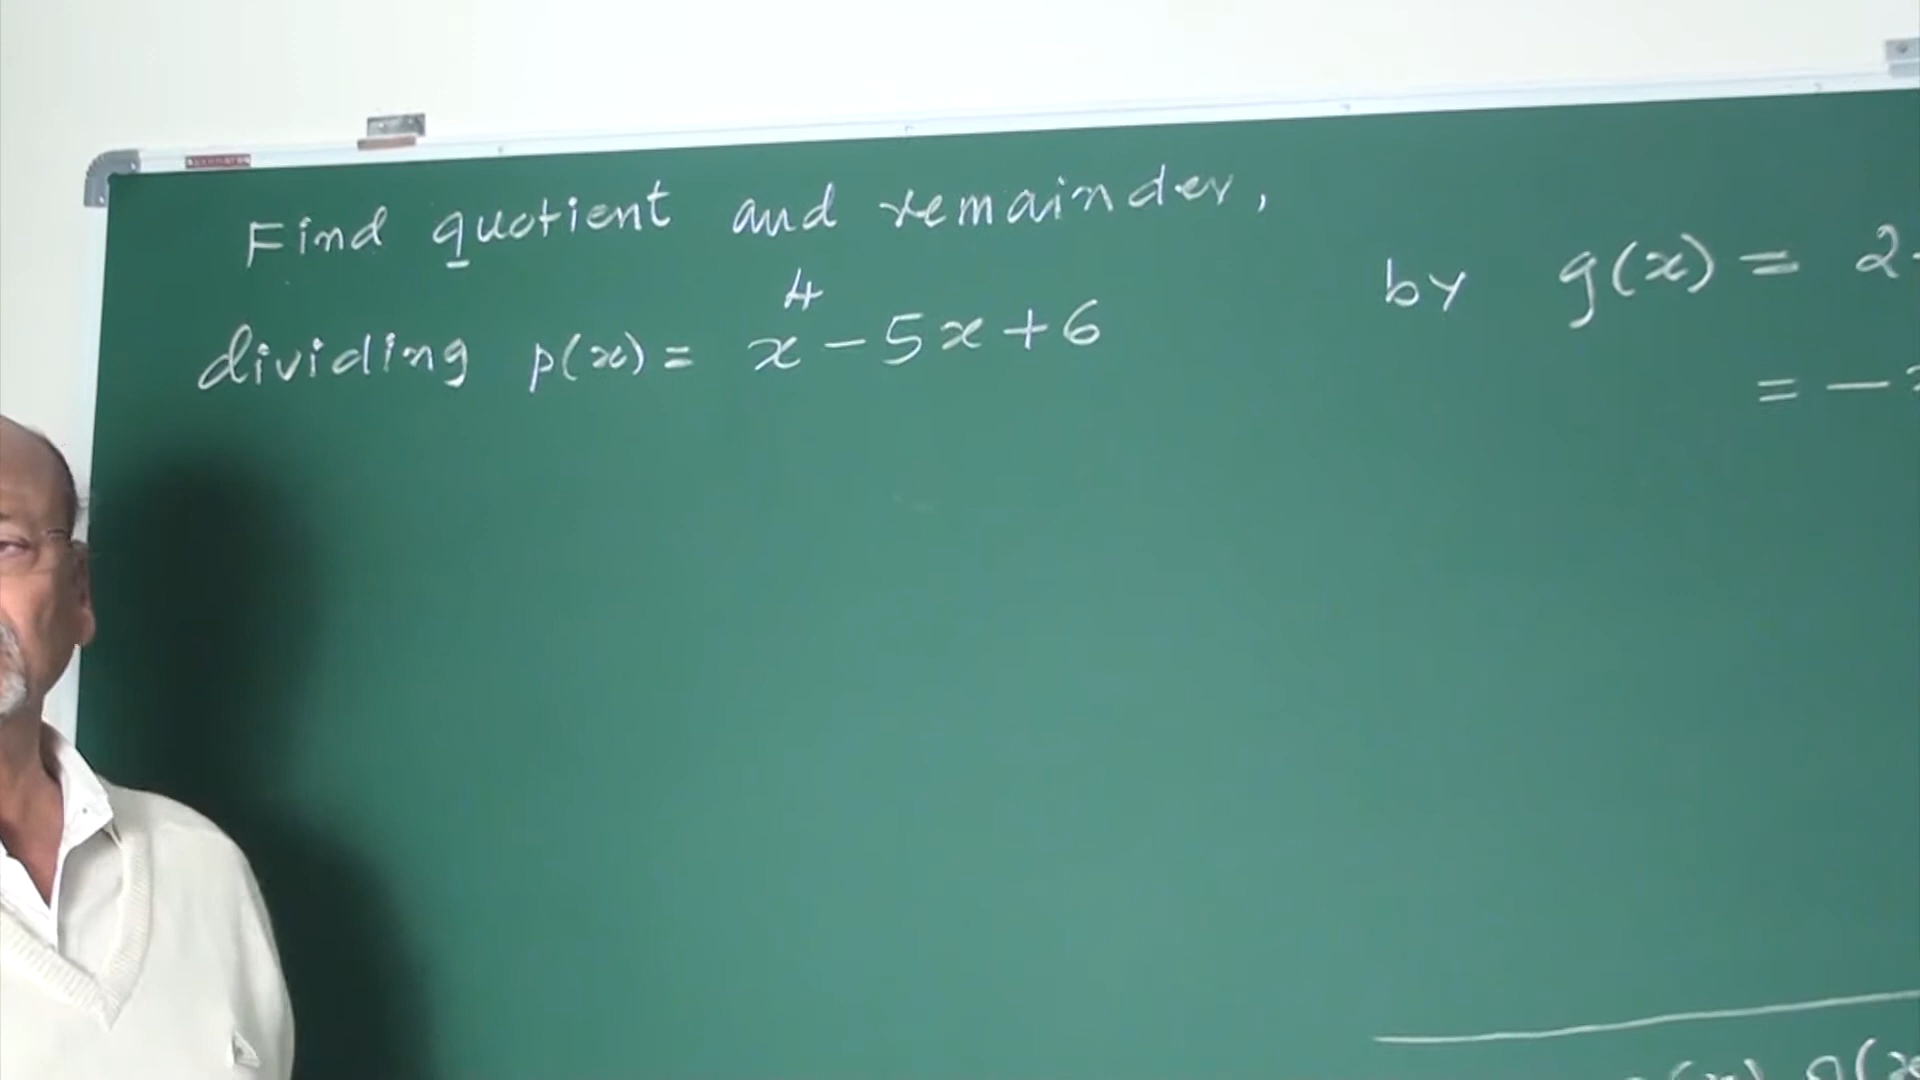 Find quotient and remainder,
dividing p(x) = x⁴ - 5x + 6
by g(x) = 2-
= -